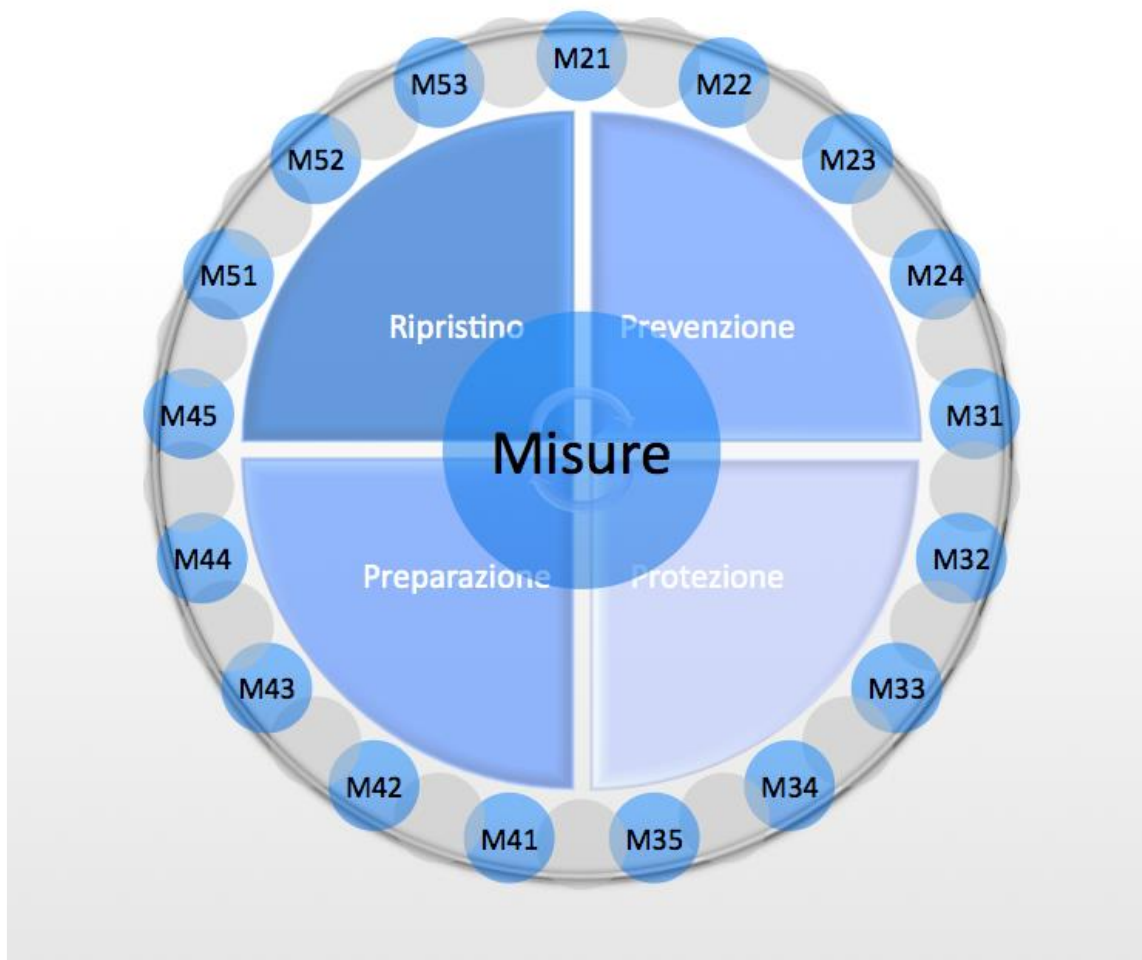 M21
M22
M23
M24
M31
M32
M33
M34
M35
M41
M42
M43
M44
M45
M51
M52
M53
Ripristino
Prevenzione
Misure
Preparazione
Protezione